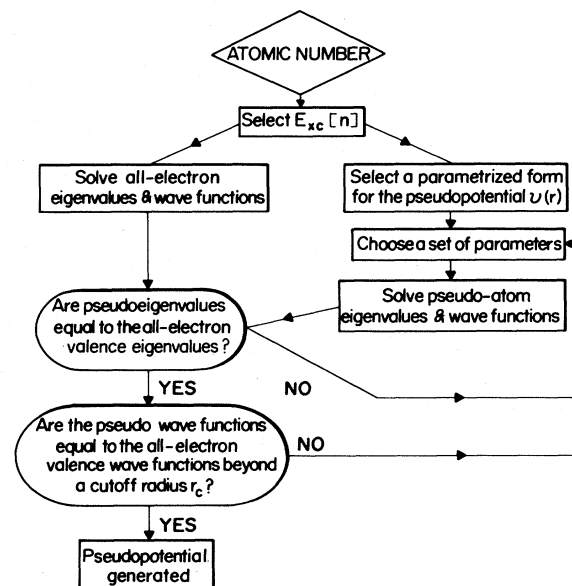 ATOMIC NUMBER
Select Exc [n]
Solve all-electron
eigenvalues & wave functions
Select a parametrized form
for the pseudopotential υ(r)
Choose a set of parameters
Solve pseudo-atom
eigenvalues & wave functions
Are pseudoeigenvalues
equal to the all-electron
valence eigenvalues ?
YES
NO
Are the pseudo wave functions
equal to the all-electron
valence wave functions beyond
a cutoff radius rc ?
NO
YES
Pseudopotential
generated